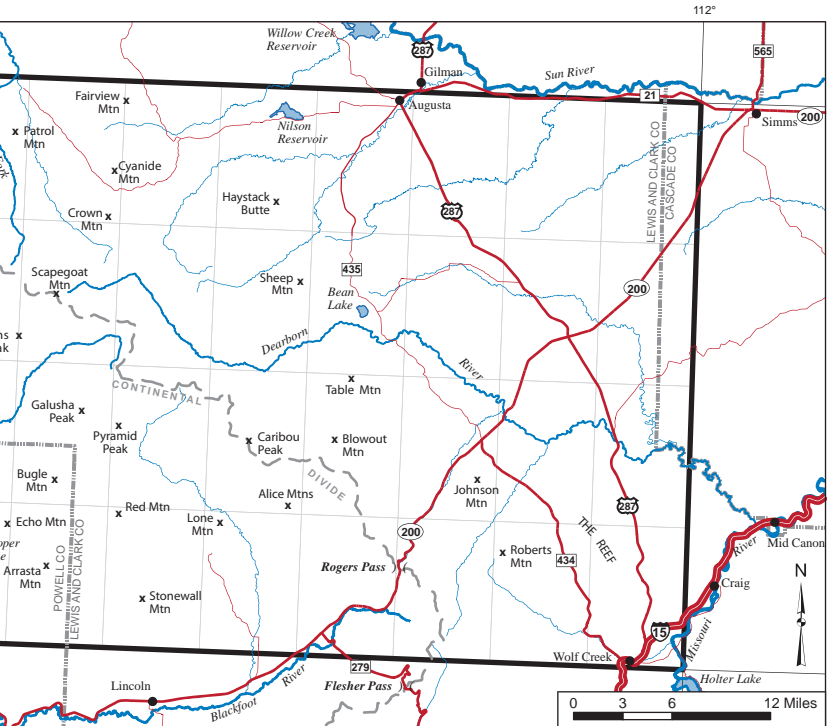 112°
Willow Creek
Reservoir
287
565
Gilman
Sun River
21
Fairview
Mtn
Augusta
Simms
200
Nilson
Reservoir
Patrol
Mtn
Cyanide
Mtn
LEWIS AND CLARK CO
CASCADE CO
Haystack
Butte
Crown
Mtn
287
435
Scapegoat
Mtn
Sheep
Mtn
Bean
Lake
200
Dearborn
River
CONTINENTAL
Table Mtn
Galusha
Peak
Pyramid
Peak
Caribou
Peak
Blowout
Mtn
DIVIDE
Bugle
Mtn
Johnson
Mtn
Alice Mtns
Red Mtn
Lone
Mtn
Echo Mtn
287
THE REEF
200
Mid Canon
River
Roberts
Mtn
434
Rogers Pass
Arrasta
Mtn
POWELL CO
LEWIS AND CLARK CO
N
Craig
Stonewall
Mtn
15
Missouri
Wolf Creek
279
Holter Lake
River
Flesher Pass
Lincoln
Blackfoot
0 3 6 12 Miles